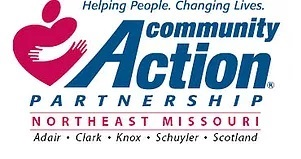 Helping People. Changing Lives.
community
Action®
PARTNERSHIP
NORTHEAST MISSOURI
Adair • Clark • Knox • Schuyler • Scotland